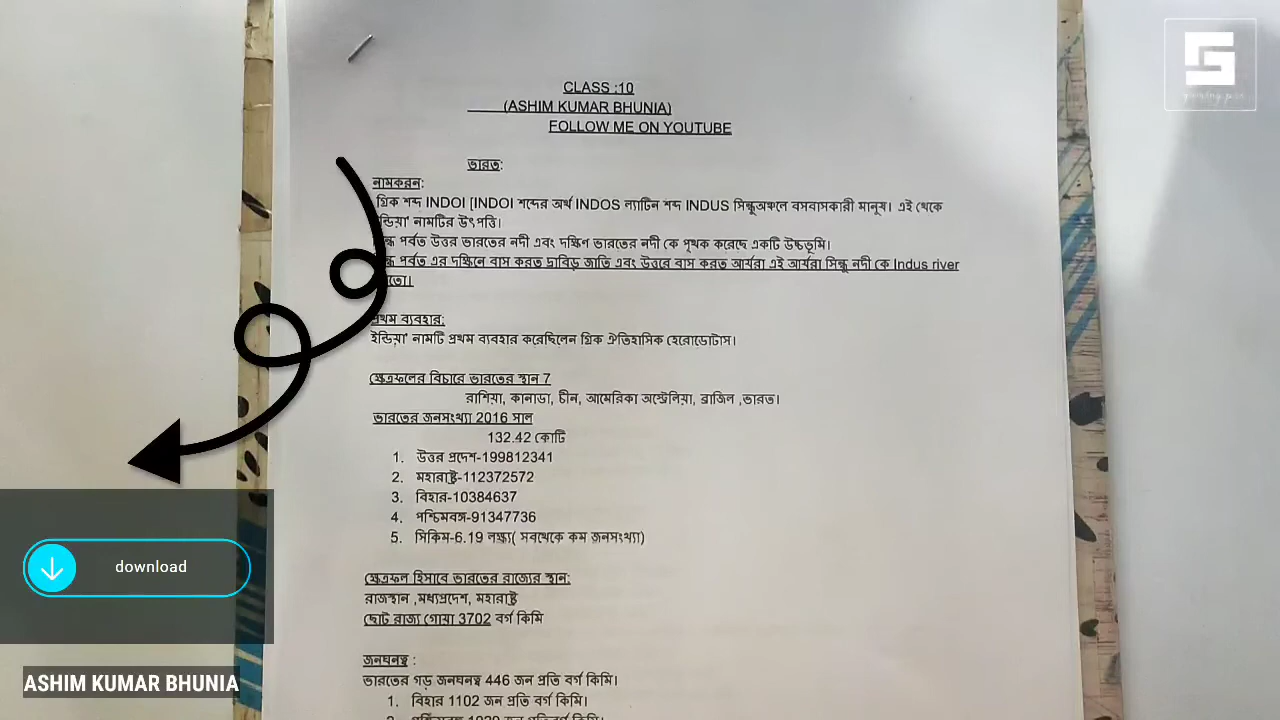 CLASS :10
(ASHIM KUMAR BHUNIA)
FOLLOW ME ON YOUTUBE
ভারত:
নামকরন:
গ্রিক শব্দ INDOI [INDOI শব্দের অর্থ INDOS ল্যাটিন শব্দ INDUS সিন্ধুঅঞ্চলে বসবাসকারী মানুষ। এই থেকে
নামটির উৎপত্তি।
পর্বত উত্তর ভারতের নদী এবং দক্ষিণ ভারতের নদী কে পৃথক করেছে একটি উচ্চভূমি।
পর্বত এর দক্ষিনে বাস করত দ্রাবিড় জাতি এবং উত্তরে বাস করত আর্যরা এই আর্যরা সিন্ধু নদী কে Indus river
প্রথম ব্যবহার:
ইন্ডিয়া' নামটি প্রথম ব্যবহার করেছিলেন গ্রিক ঐতিহাসিক হেরোডোটাস।
ক্ষেত্রফলের বিচারে ভারতের স্থান 7
রাশিয়া, কানাডা, চীন, আমেরিকা অস্ট্রেলিয়া, ব্রাজিল ,ভারত।
ভারতের জনসংখ্যা 2016 সাল
132.42 কোটি
1. উত্তর প্রদেশ-199812341
2. মহারাষ্ট্র-112372572
3. বিহার-10384637
4. পশ্চিমবঙ্গ-91347736
5. সিকিম-6.19 লক্ষ্য( সবথেকে কম জনসংখ্যা)
ক্ষেত্রফল হিসাবে ভারতের রাজ্যের স্থান:
রাজস্থান ,মধ্যপ্রদেশ, মহারাষ্ট্র
ছোট রাজ্য গোয়া 3702 বর্গ কিমি
জনঘনত্ব :
ভারতের গড় জনঘনত্ব 446 জন প্রতি বর্গ কিমি।
1. বিহার 1102 জন প্রতি বর্গ কিমি।
download
ASHIM KUMAR BHUNIA